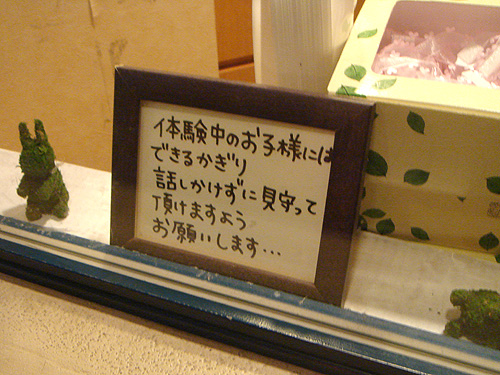 体験中のお子様には
できるかぎり
話しかけずに見守って
頂けますよう
お願いします…